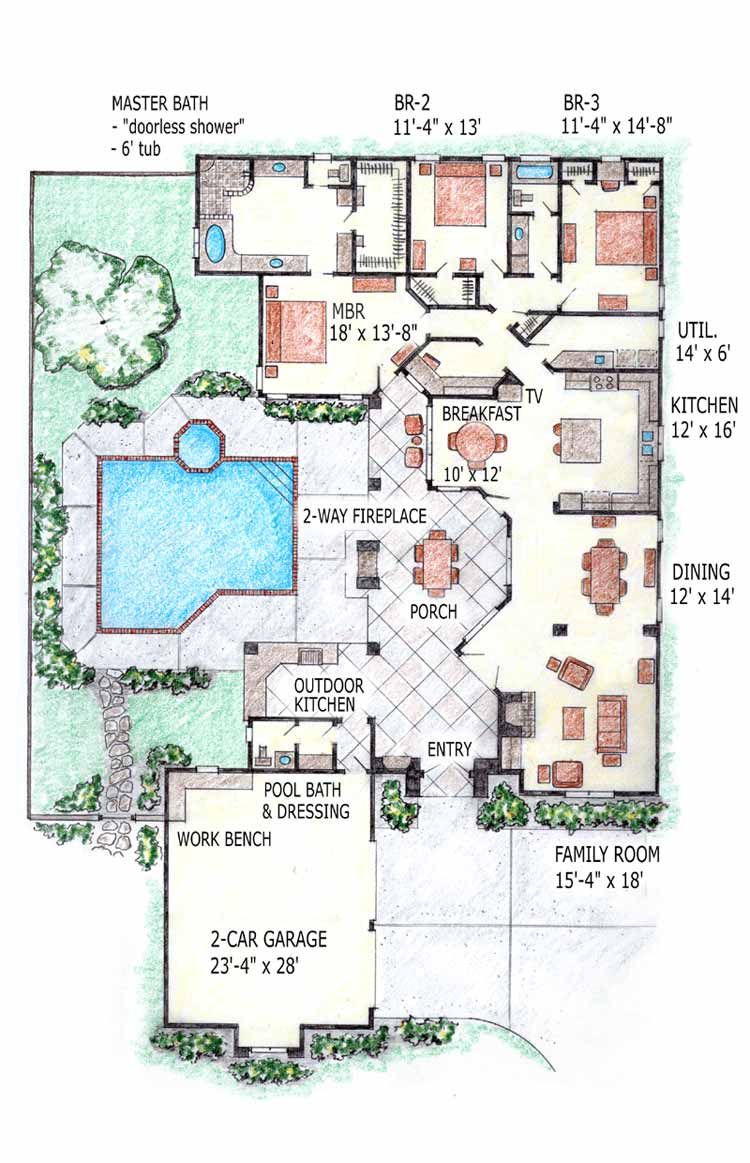 MASTER BATH
- "doorless shower"
- 6' tub
BR-2
11'-4" x 13'
BR-3
11'-4" x 14'-8"
MBR
18' x 13'-8"
UTIL.
14' x 6'
TV
BREAKFAST
10' x 12'
KITCHEN
12' x 16'
2-WAY FIREPLACE
PORCH
DINING
12' x 14'
OUTDOOR
KITCHEN
ENTRY
POOL BATH
& DRESSING
WORK BENCH
FAMILY ROOM
15'-4" x 18'
2-CAR GARAGE
23'-4" x 28'